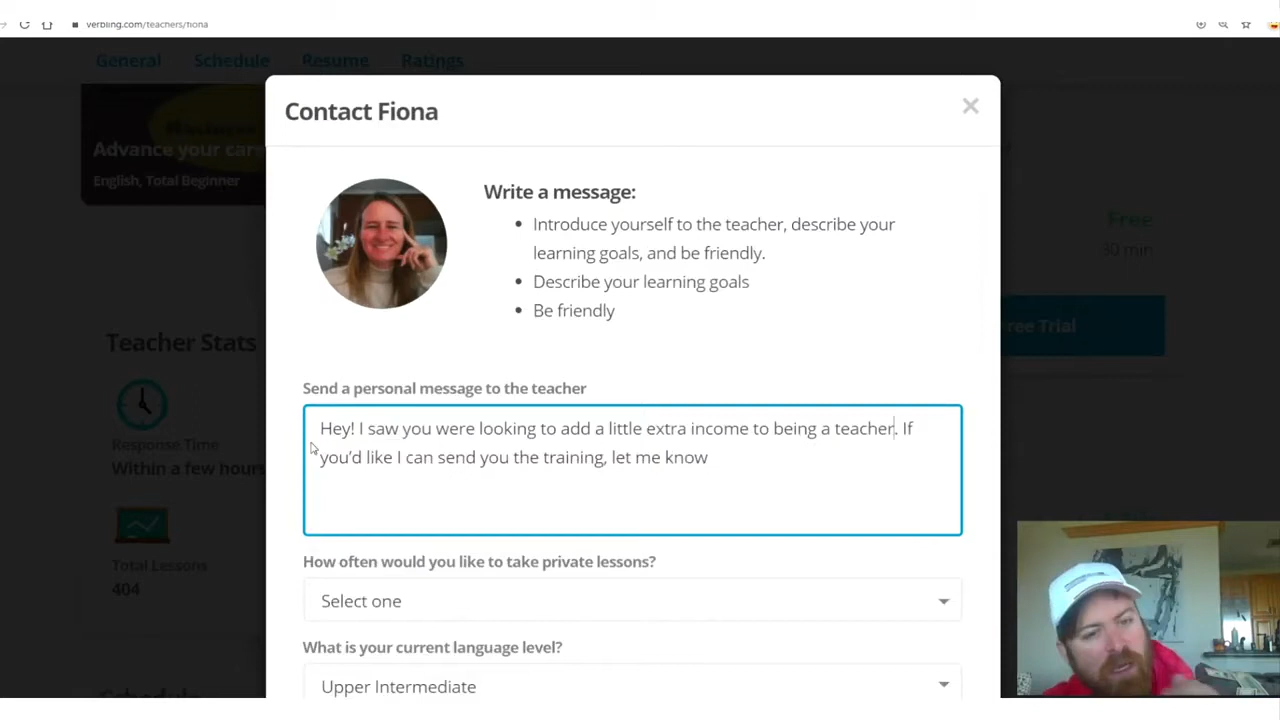 verbling.com/teachers/fiona
General Schedule Resume Ratings
Contact Fiona
Advance your care
English, Total Beginner
Write a message:
Introduce yourself to the teacher, describe your
learning goals, and be friendly.
Describe your learning goals
Be friendly
Free
30 min
Free Trial
Teacher Stats
Send a personal message to the teacher
Hey! I saw you were looking to add a little extra income to being a teacher. If
you'd like I can send you the training, let me know
Response Time
Within a few hours
Total Lessons
404
How often would you like to take private lessons?
Select one
What is your current language level?
Upper Intermediate